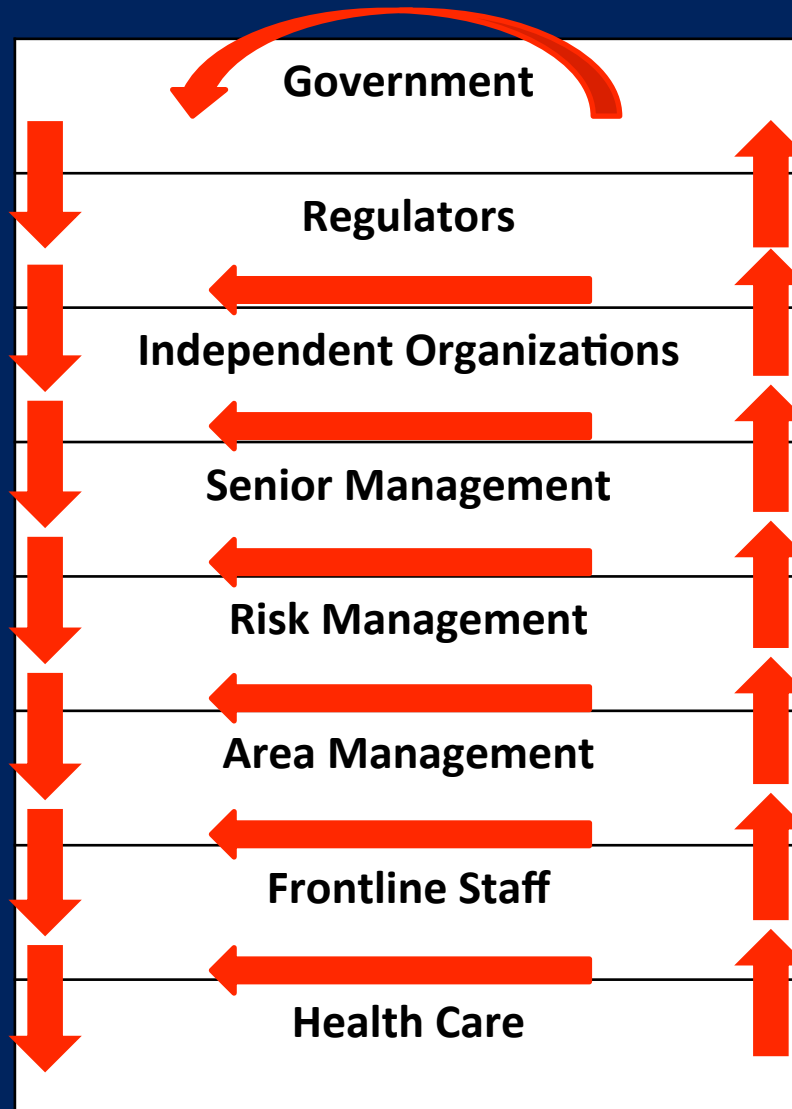 Government
Regulators
Independent Organizations
Senior Management
Risk Management
Area Management
Frontline Staff
Health Care